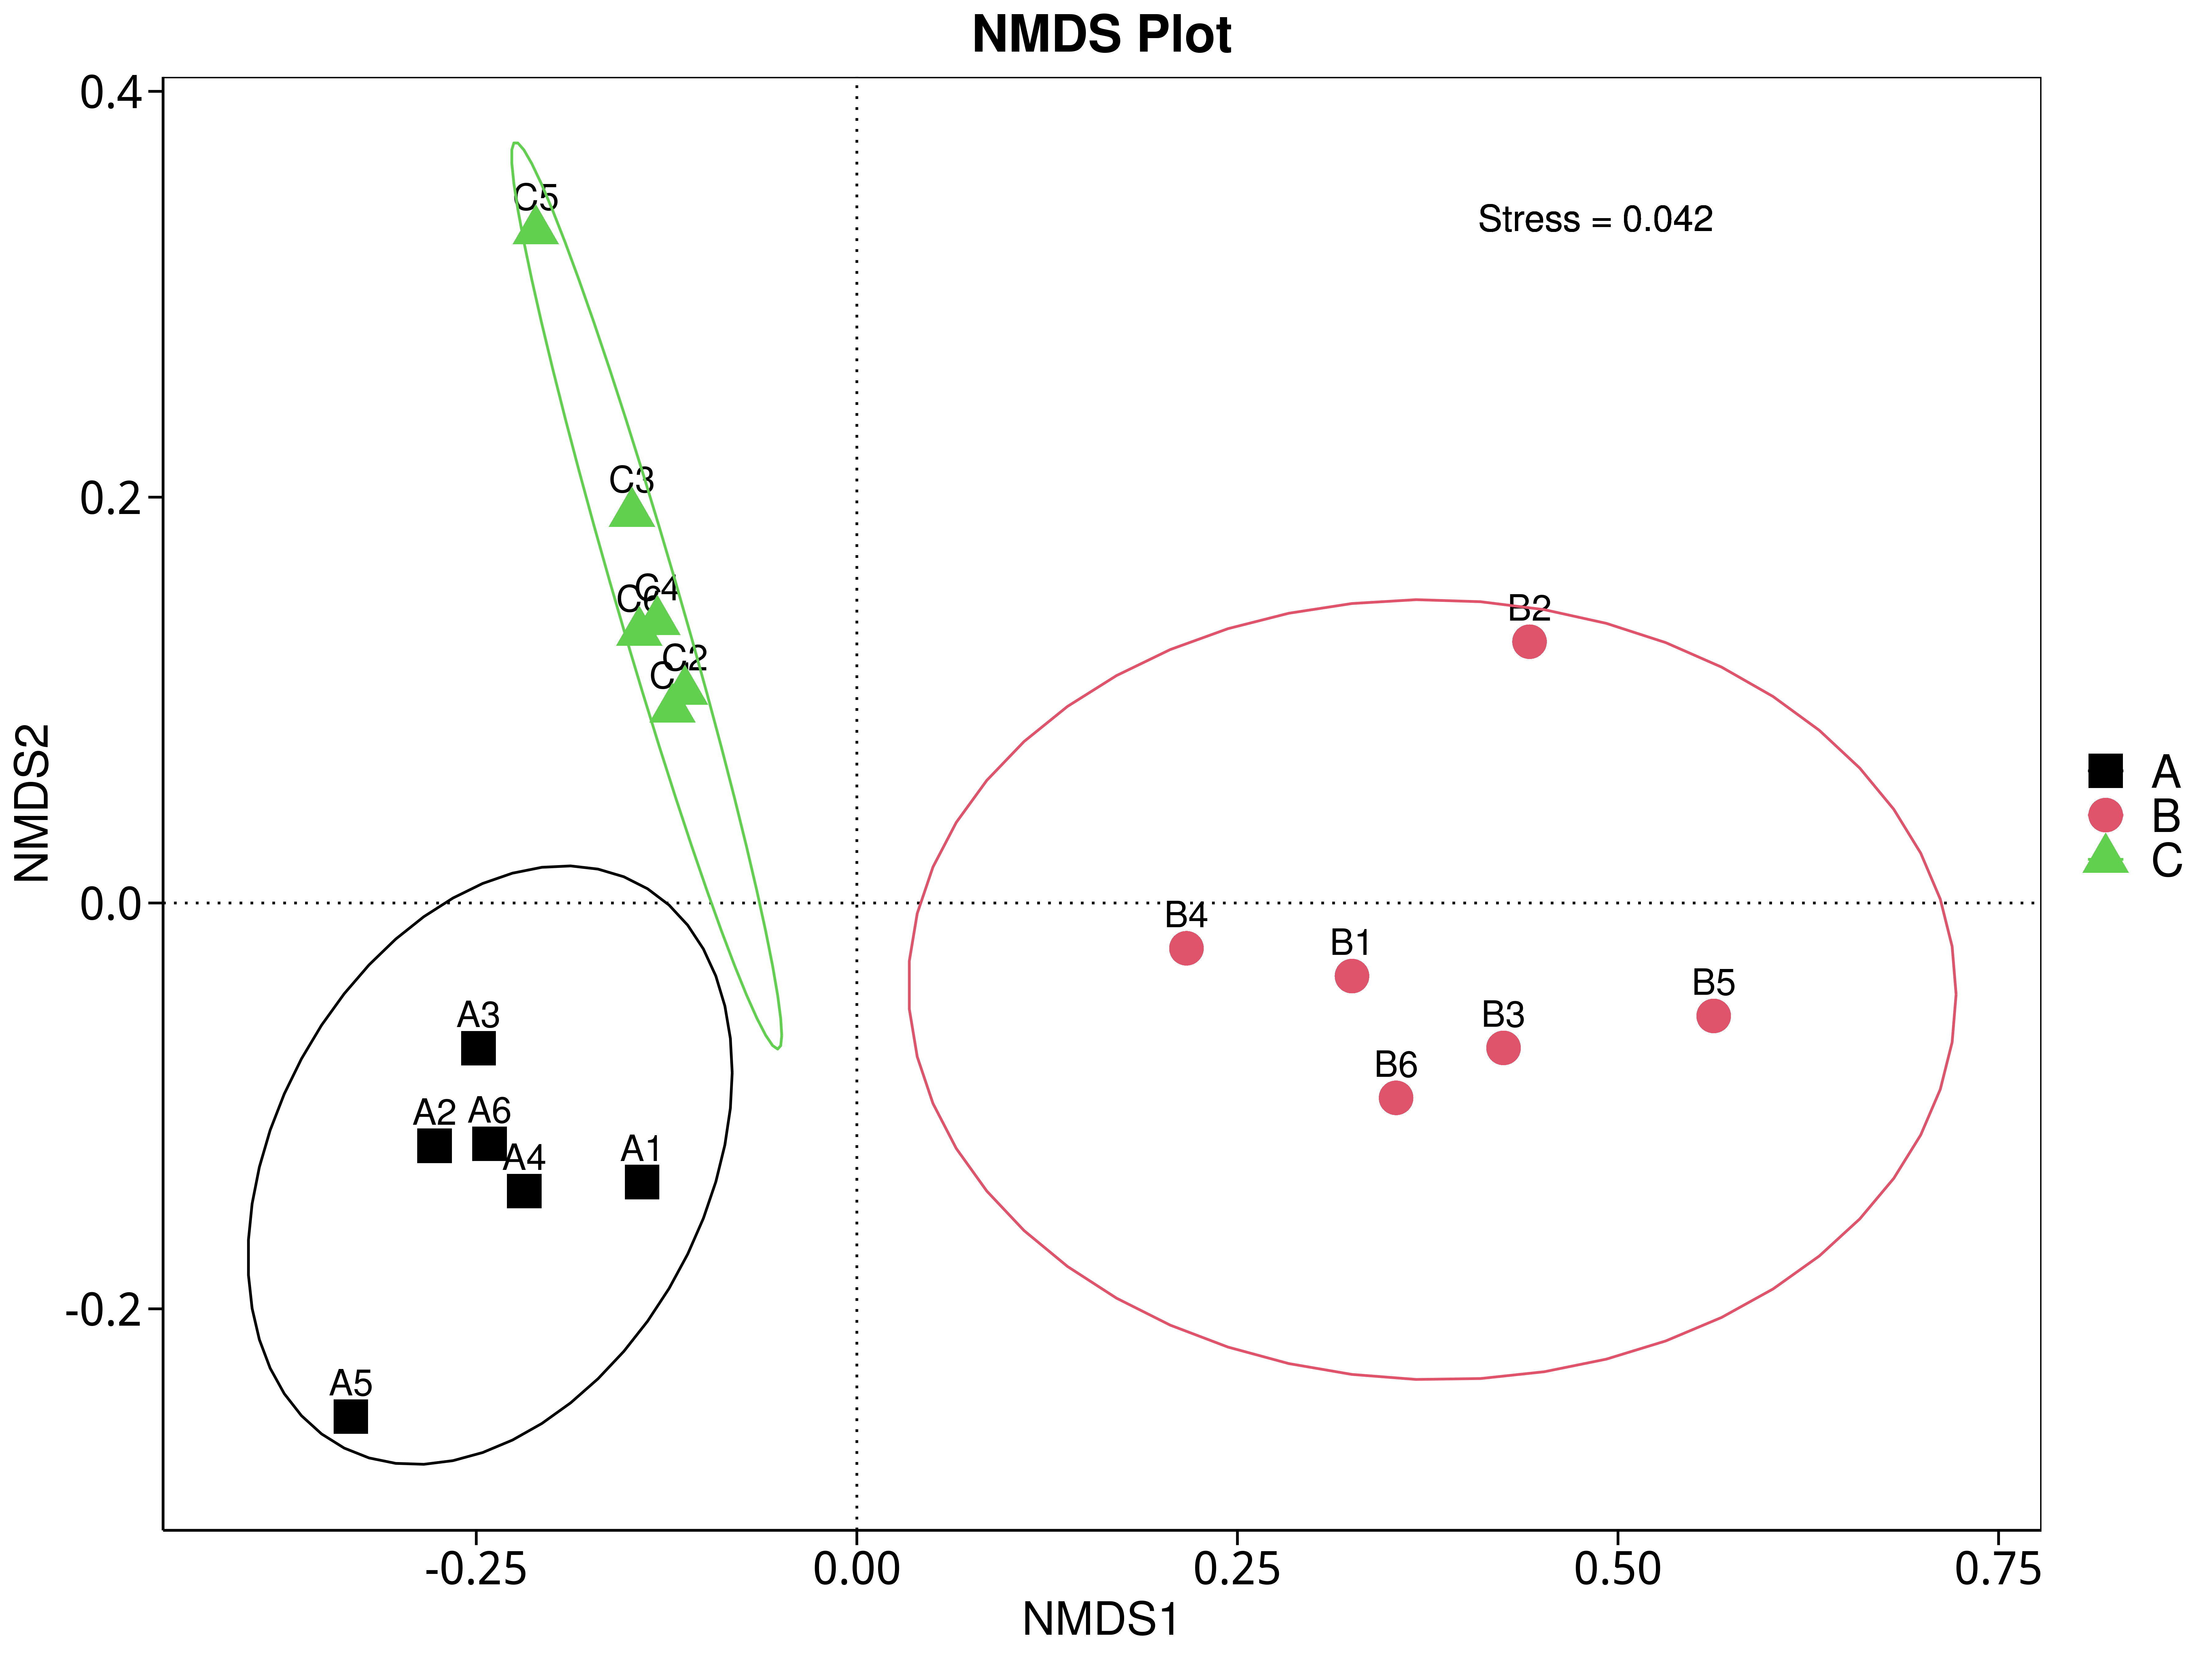 NMDS Plot
0.4
C5
Stress = 0.042
C3
0.2
C4
C2
B2
NMDS2
A
B
C
0.0
B4
B1
B5
A3
B3
B6
A2
A6
A4
A1
-0.2
A5
-0.25
0.00
0.25
0.50
0.75
NMDS1